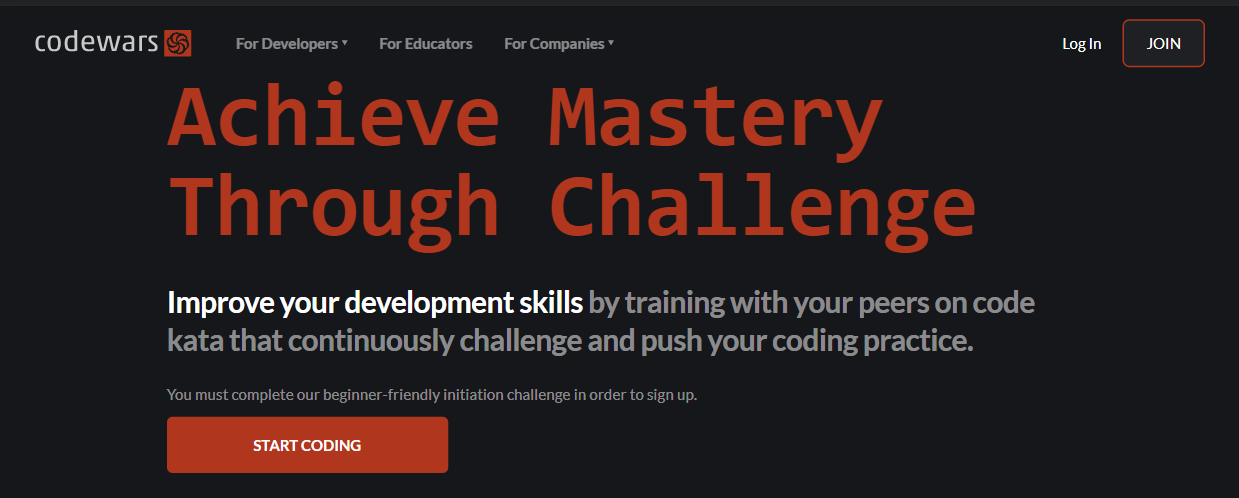 codewars
For Developers ▾ For Educators For Companies ▾ Log In JOIN
Achieve Mastery
Through Challenge
Improve your development skills by training with your peers on code
kata that continuously challenge and push your coding practice.
You must complete our beginner-friendly initiation challenge in order to sign up.
START CODING